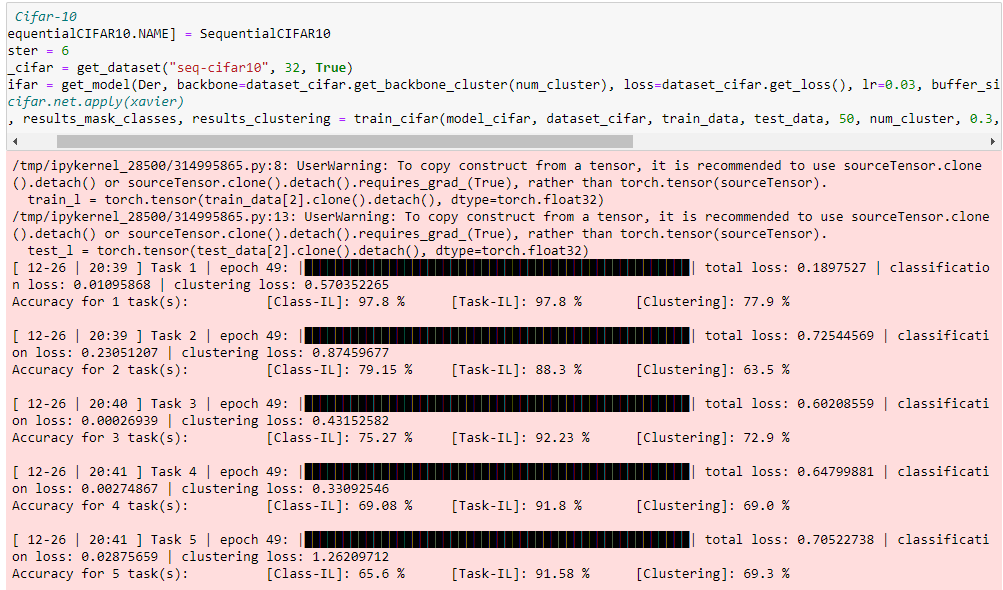 Cifar-10
equentialCIFAR10.NAME] = SequentialCIFAR10
ster = 6
_cifar = get_dataset("seq-cifar10", 32, True)
ifar = get_model(Der, backbone=dataset_cifar.get_backbone_cluster(num_cluster), loss=dataset_cifar.get_loss(), lr=0.03, buffer_si
cifar.net.apply(xavier)
, results_mask_classes, results_clustering = train_cifar(model_cifar, dataset_cifar, train_data, test_data, 50, num_cluster, 0.3,
/tmp/ipykernel_28500/314995865.py:8: UserWarning: To copy construct from a tensor, it is recommended to use sourceTensor.clone
().detach() or sourceTensor.clone().detach().requires_grad_(True), rather than torch.tensor(sourceTensor).
train_l = torch.tensor(train_data[2].clone().detach(), dtype=torch.float32)
/tmp/ipykernel_28500/314995865.py:13: UserWarning: To copy construct from a tensor, it is recommended to use sourceTensor.clone
().detach() or sourceTensor.clone().detach().requires_grad_(True), rather than torch.tensor(sourceTensor).
test_l = torch.tensor(test_data[2].clone().detach(), dtype=torch.float32)
[ 12-26 | 20:39 ] Task 1 | epoch 49: | | total loss: 0.1897527 | classificatio
n loss: 0.01095868 | clustering loss: 0.570352265
Accuracy for 1 task(s): [Class-IL]: 97.8 % [Task-IL]: 97.8 % [Clustering]: 77.9 %
[ 12-26 | 20:39 ] Task 2 | epoch 49: | | total loss: 0.72544569 | classificati
on loss: 0.23051207 | clustering loss: 0.87459677
Accuracy for 2 task(s): [Class-IL]: 79.15 % [Task-IL]: 88.3 % [Clustering]: 63.5 %
[ 12-26 | 20:40 ] Task 3 | epoch 49: | | total loss: 0.60208559 | classificati
on loss: 0.00026939 | clustering loss: 0.43152582
Accuracy for 3 task(s): [Class-IL]: 75.27 % [Task-IL]: 92.23 % [Clustering]: 72.9 %
[ 12-26 | 20:41 ] Task 4 | epoch 49: | | total loss: 0.64799881 | classificati
on loss: 0.00274867 | clustering loss: 0.33092546
Accuracy for 4 task(s): [Class-IL]: 69.08 % [Task-IL]: 91.8 % [Clustering]: 69.0 %
[ 12-26 | 20:41 ] Task 5 | epoch 49: | | total loss: 0.70522738 | classificati
on loss: 0.02875659 | clustering loss: 1.26209712
Accuracy for 5 task(s): [Class-IL]: 65.6 % [Task-IL]: 91.58 % [Clustering]: 69.3 %